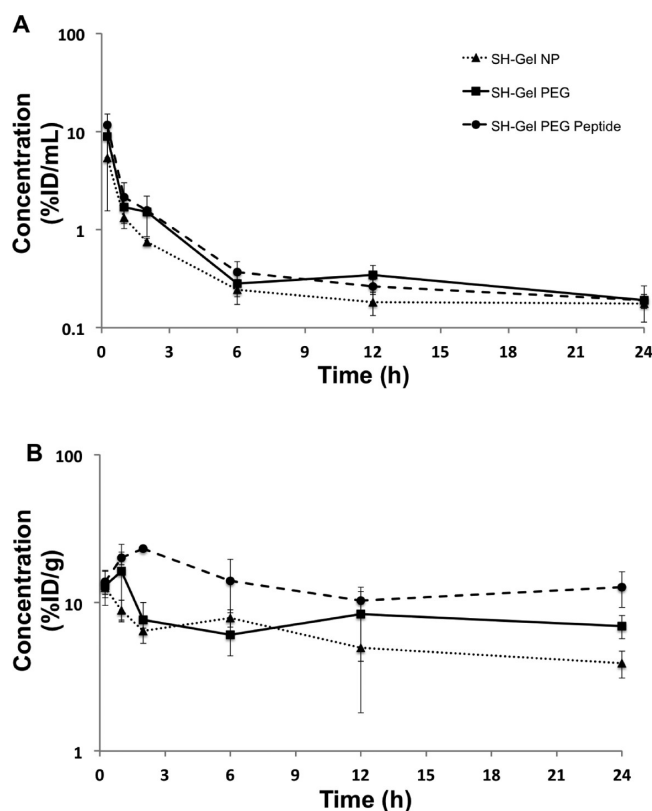 A
100
10
1
0.1
Concentration
(%ID/mL)
SH-Gel NP
SH-Gel PEG
SH-Gel PEG Peptide
0 3 6 9 12 15 18 21 24
Time (h)
B
100
10
1
Concentration
(%ID/g)
0 3 6 9 12 15 18 21 24
Time (h)